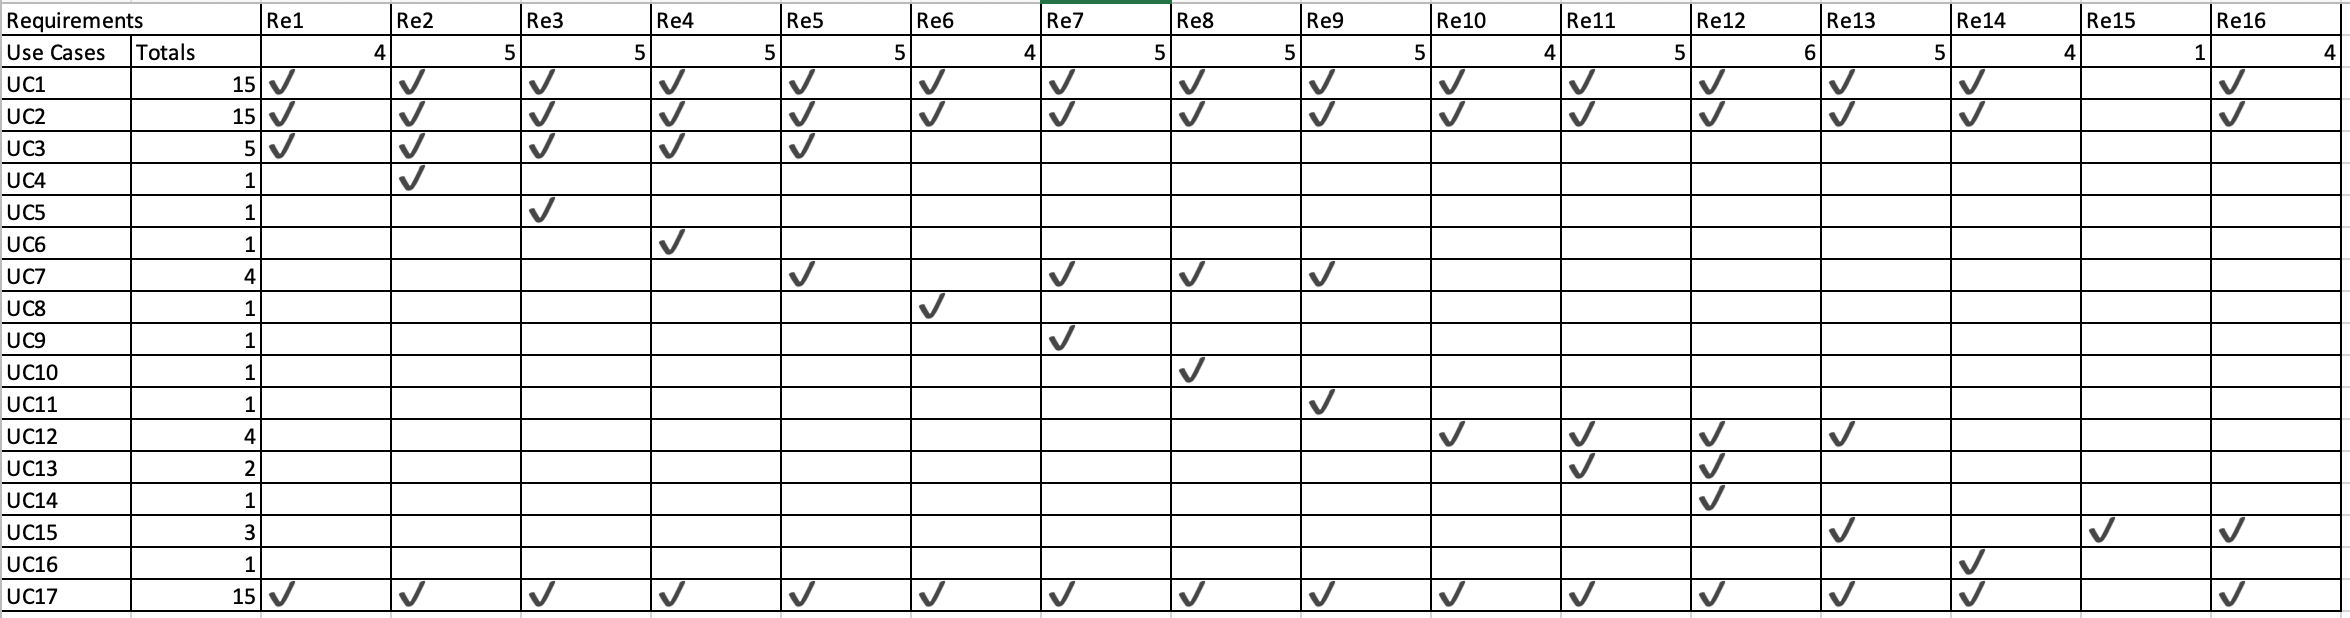 Requirements Re1 Re2 Re3 Re4 Re5 Re6 Re7 Re8 Re9 Re10 Re11 Re12 Re13 Re14 Re15 Re16
Use Cases Totals 4 5 5 5 5 4 5 5 5 4 5 6 5 4 1 4
UC1 15 ✓ ✓ ✓ ✓ ✓ ✓ ✓ ✓ ✓ ✓ ✓ ✓ ✓ ✓ ✓
UC2 15 ✓ ✓ ✓ ✓ ✓ ✓ ✓ ✓ ✓ ✓ ✓ ✓ ✓ ✓ ✓
UC3 5 ✓ ✓ ✓ ✓ ✓
UC4 1 ✓
UC5 1 ✓
UC6 1 ✓
UC7 4 ✓ ✓ ✓ ✓
UC8 1 ✓
UC9 1 ✓
UC10 1 ✓
UC11 1 ✓
UC12 4 ✓ ✓ ✓ ✓
UC13 2 ✓ ✓
UC14 1 ✓
UC15 3 ✓ ✓ ✓
UC16 1 ✓
UC17 15 ✓ ✓ ✓ ✓ ✓ ✓ ✓ ✓ ✓ ✓ ✓ ✓ ✓ ✓ ✓